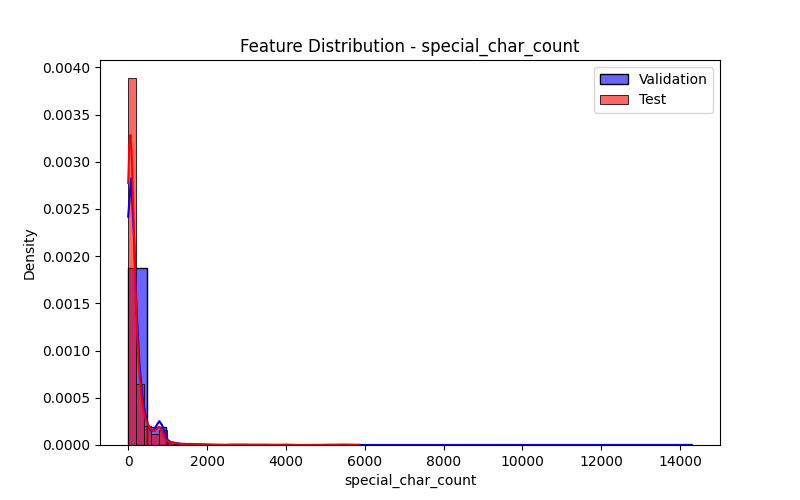 Feature Distribution - special_char_count
Validation
Test
Density
0.0040
0.0035
0.0030
0.0025
0.0020
0.0015
0.0010
0.0005
0.0000
0 2000 4000 6000 8000 10000 12000 14000
special_char_count